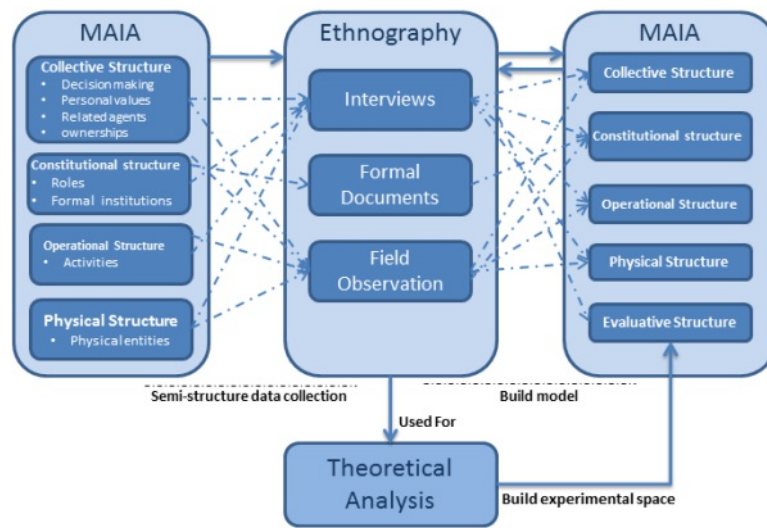 MAIA
Collective Structure
• Decision making
• Personal values
• Related agents
• ownerships
Constitutional structure
• Roles
• Formal institutions
Operational Structure
• Activities
Physical Structure
• Physical entities
Ethnography
Interviews
Formal
Documents
Field
Observation
MAIA
Collective Structure
Constitutional structure
Operational Structure
Physical Structure
Evaluative Structure
Semi-structure data collection
Build model
Used For
Theoretical
Analysis
Build experimental space